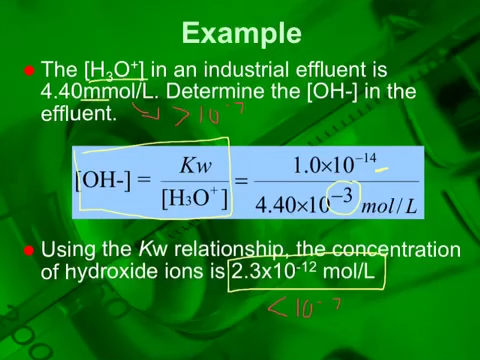 Example
The [H₃O⁺] in an industrial effluent is
4.40mmol/L. Determine the [OH-] in the
effluent.
=> > 10⁻⁷
[OH-] = Kw / [H₃O⁺] = 1.0×10⁻¹⁴ / 4.40×10⁻³ mol/L
Using the Kw relationship, the concentration
of hydroxide ions is 2.3x10⁻¹² mol/L
< 10⁻⁷